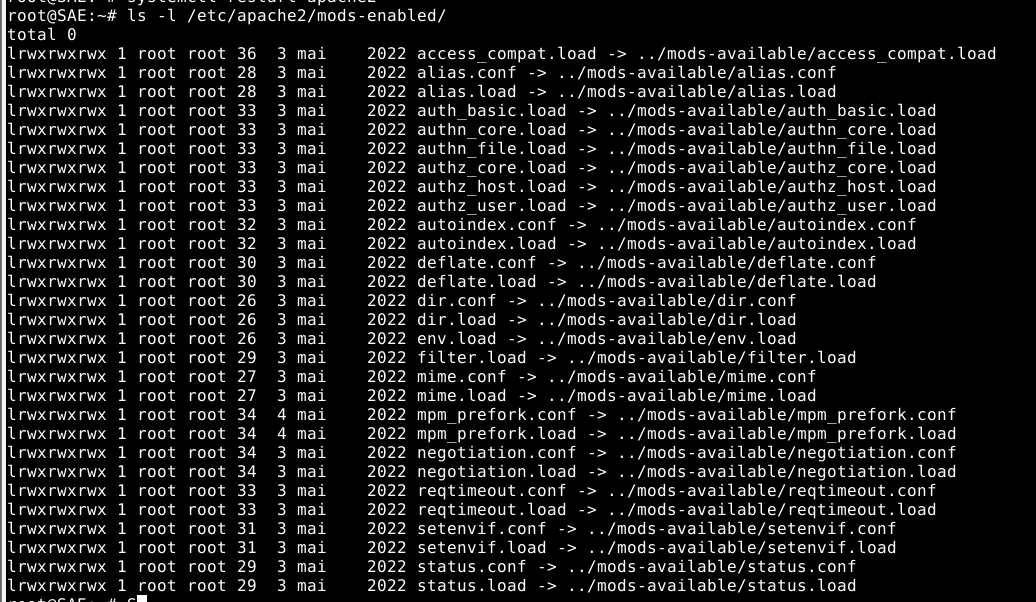 root@SAE:~# systemctl restart apache2
root@SAE:~# ls -l /etc/apache2/mods-enabled/
total 0
lrwxrwxrwx 1 root root 36  3 mai    2022 access_compat.load -> ../mods-available/access_compat.load
lrwxrwxrwx 1 root root 28  3 mai    2022 alias.conf -> ../mods-available/alias.conf
lrwxrwxrwx 1 root root 28  3 mai    2022 alias.load -> ../mods-available/alias.load
lrwxrwxrwx 1 root root 33  3 mai    2022 auth_basic.load -> ../mods-available/auth_basic.load
lrwxrwxrwx 1 root root 33  3 mai    2022 authn_core.load -> ../mods-available/authn_core.load
lrwxrwxrwx 1 root root 33  3 mai    2022 authn_file.load -> ../mods-available/authn_file.load
lrwxrwxrwx 1 root root 33  3 mai    2022 authz_core.load -> ../mods-available/authz_core.load
lrwxrwxrwx 1 root root 33  3 mai    2022 authz_host.load -> ../mods-available/authz_host.load
lrwxrwxrwx 1 root root 33  3 mai    2022 authz_user.load -> ../mods-available/authz_user.load
lrwxrwxrwx 1 root root 32  3 mai    2022 autoindex.conf -> ../mods-available/autoindex.conf
lrwxrwxrwx 1 root root 32  3 mai    2022 autoindex.load -> ../mods-available/autoindex.load
lrwxrwxrwx 1 root root 30  3 mai    2022 deflate.conf -> ../mods-available/deflate.conf
lrwxrwxrwx 1 root root 30  3 mai    2022 deflate.load -> ../mods-available/deflate.load
lrwxrwxrwx 1 root root 26  3 mai    2022 dir.conf -> ../mods-available/dir.conf
lrwxrwxrwx 1 root root 26  3 mai    2022 dir.load -> ../mods-available/dir.load
lrwxrwxrwx 1 root root 26  3 mai    2022 env.load -> ../mods-available/env.load
lrwxrwxrwx 1 root root 29  3 mai    2022 filter.load -> ../mods-available/filter.load
lrwxrwxrwx 1 root root 27  3 mai    2022 mime.conf -> ../mods-available/mime.conf
lrwxrwxrwx 1 root root 27  3 mai    2022 mime.load -> ../mods-available/mime.load
lrwxrwxrwx 1 root root 34  4 mai    2022 mpm_prefork.conf -> ../mods-available/mpm_prefork.conf
lrwxrwxrwx 1 root root 34  4 mai    2022 mpm_prefork.load -> ../mods-available/mpm_prefork.load
lrwxrwxrwx 1 root root 34  3 mai    2022 negotiation.conf -> ../mods-available/negotiation.conf
lrwxrwxrwx 1 root root 34  3 mai    2022 negotiation.load -> ../mods-available/negotiation.load
lrwxrwxrwx 1 root root 33  3 mai    2022 reqtimeout.conf -> ../mods-available/reqtimeout.conf
lrwxrwxrwx 1 root root 33  3 mai    2022 reqtimeout.load -> ../mods-available/reqtimeout.load
lrwxrwxrwx 1 root root 31  3 mai    2022 setenvif.conf -> ../mods-available/setenvif.conf
lrwxrwxrwx 1 root root 31  3 mai    2022 setenvif.load -> ../mods-available/setenvif.load
lrwxrwxrwx 1 root root 29  3 mai    2022 status.conf -> ../mods-available/status.conf
lrwxrwxrwx 1 root root 29  3 mai    2022 status.load -> ../mods-available/status.load
root@SAE:~#